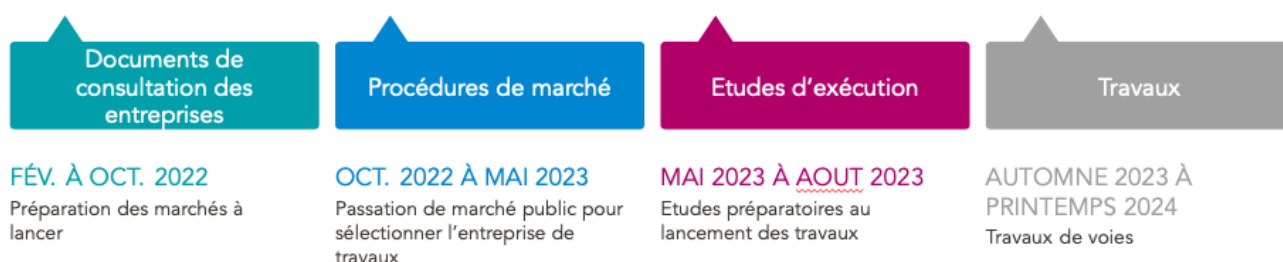 Documents de
consultation des
entreprises
Procédures de marché
Etudes d'exécution
Travaux
FÉV. À OCT. 2022
Préparation des marchés à
lancer
OCT. 2022 À MAI 2023
Passation de marché public pour
sélectionner l'entreprise de
travaux
MAI 2023 À AOUT 2023
Etudes préparatoires au
lancement des travaux
AUTOMNE 2023 À
PRINTEMPS 2024
Travaux de voies